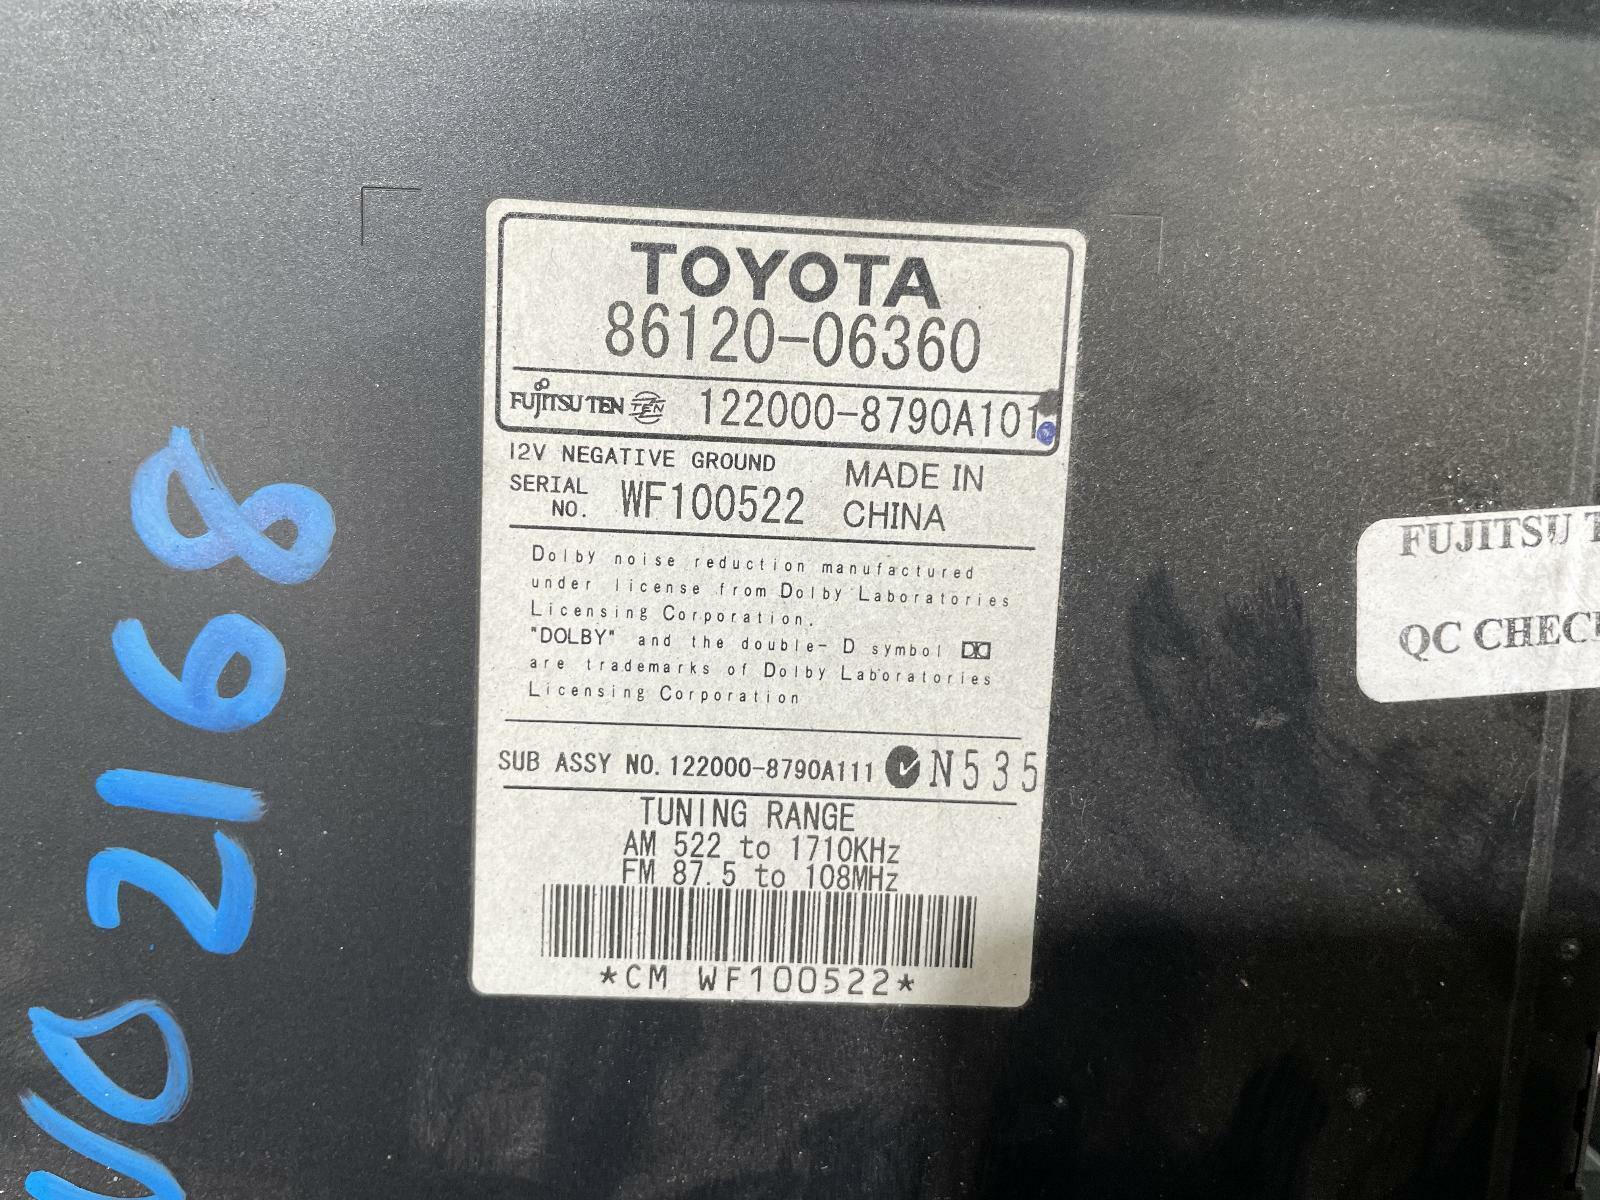 TOYOTA
86120-06360
FUJITSU TEN TEN 122000-8790A101
12V NEGATIVE GROUND
SERIAL NO. WF100522
MADE IN CHINA
Dolby noise reduction manufactured
under license from Dolby Laboratories
Licensing Corporation.
"DOLBY" and the double- D symbol
are trademarks of Dolby Laboratories
Licensing Corporation
SUB ASSY NO. 122000-8790A111 N535
TUNING RANGE
AM 522 to 1710KHz
FM 87.5 to 108MHz
*CM WF100522*
FUJITSU T
QC CHEC
V02168